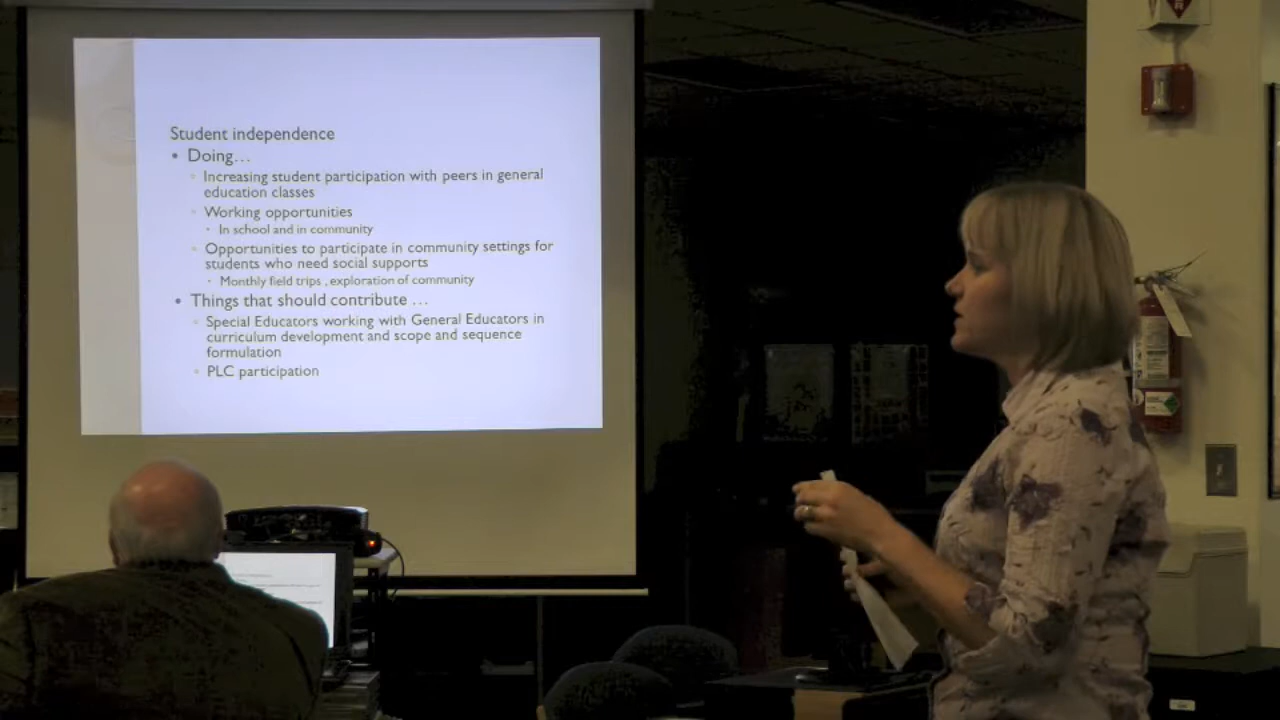 Student independence
• Doing…
◦ Increasing student participation with peers in general
education classes
◦ Working opportunities
• In school and in community
◦ Opportunities to participate in community settings for
students who need social supports
• Monthly field trips , exploration of community
• Things that should contribute …
◦ Special Educators working with General Educators in
curriculum development and scope and sequence
formulation
◦ PLC participation